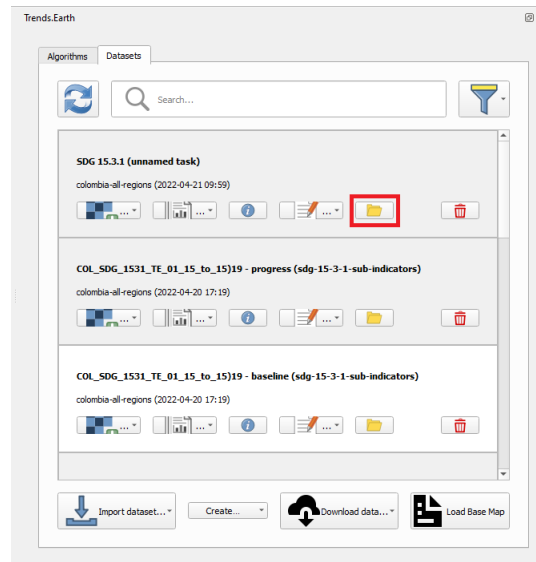 Trends.Earth
Algorithms Datasets
Search...
SDG 15.3.1 (unnamed task)
colombia-all-regions (2022-04-21 09:59)
... ... ...
COL_SDG_1531_TE_01_15_to_15)19 - progress (sdg-15-3-1-sub-indicators)
colombia-all-regions (2022-04-20 17:19)
... ... ...
COL_SDG_1531_TE_01_15_to_15)19 - baseline (sdg-15-3-1-sub-indicators)
colombia-all-regions (2022-04-20 17:19)
... ... ...
Import dataset... Create... Download data... Load Base Map